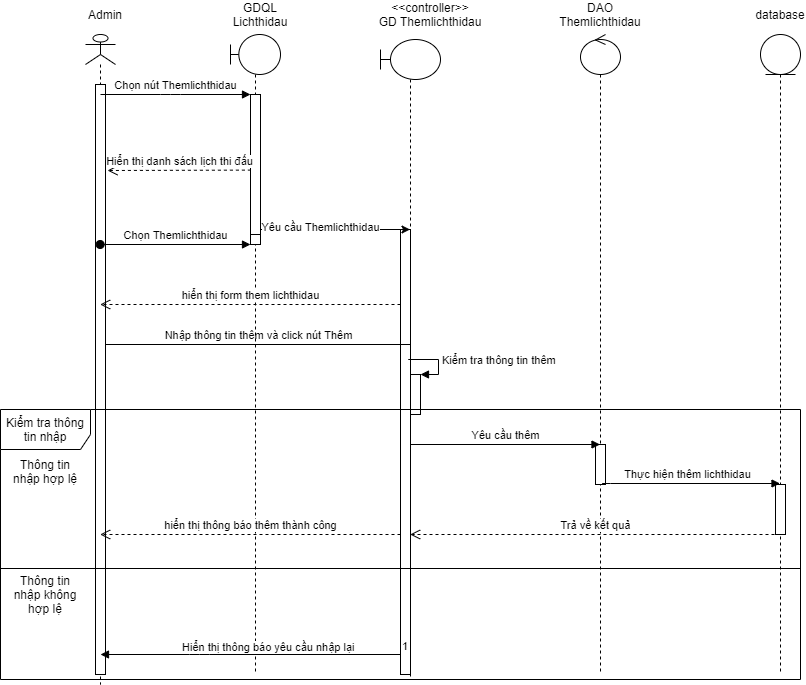 Admin
GDQL
Lichthidau
<<controller>>
GD Themlichthidau
DAO
Themlichthidau
database
Chọn nút Themlichthidau
Hiển thị danh sách lịch thi đấu
Yêu cầu Themlichthidau
Chọn Themlichthidau
hiển thị form them lichthidau
Nhập thông tin thêm và click nút Thêm
Kiểm tra thông tin thêm
Kiểm tra thông
tin nhập
Yêu cầu thêm
Thông tin
nhập hợp lệ
Thực hiện thêm lichthidau
hiển thị thông báo thêm thành công
Trả về kết quả
Thông tin
nhập không
hợp lệ
Hiển thị thông báo yêu cầu nhập lại
1